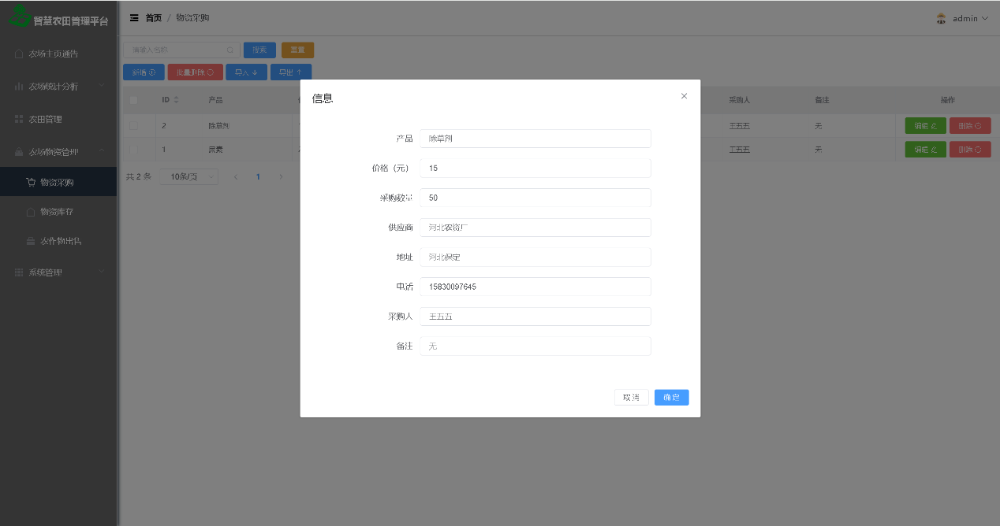 智慧农田管理平台
首页 / 物资采购
admin
农场主页通告
农场统计分析
农田管理
农场物资管理
物资采购
物资库存
农作物出售
系统管理
请输入名称
搜索
重置
新增
批量删除
导入
导出
ID 产品 采购人 备注 操作
2 除草剂 王五五 无 编辑 删除
1 尿素 王五五 无 编辑 删除
共 2 条 10条/页 1
信息
产品 除草剂
价格（元） 15
采购数量 50
供应商 河北农资厂
地址 河北保定
电话 15830097645
采购人 王五五
备注 无
取 消
确 定